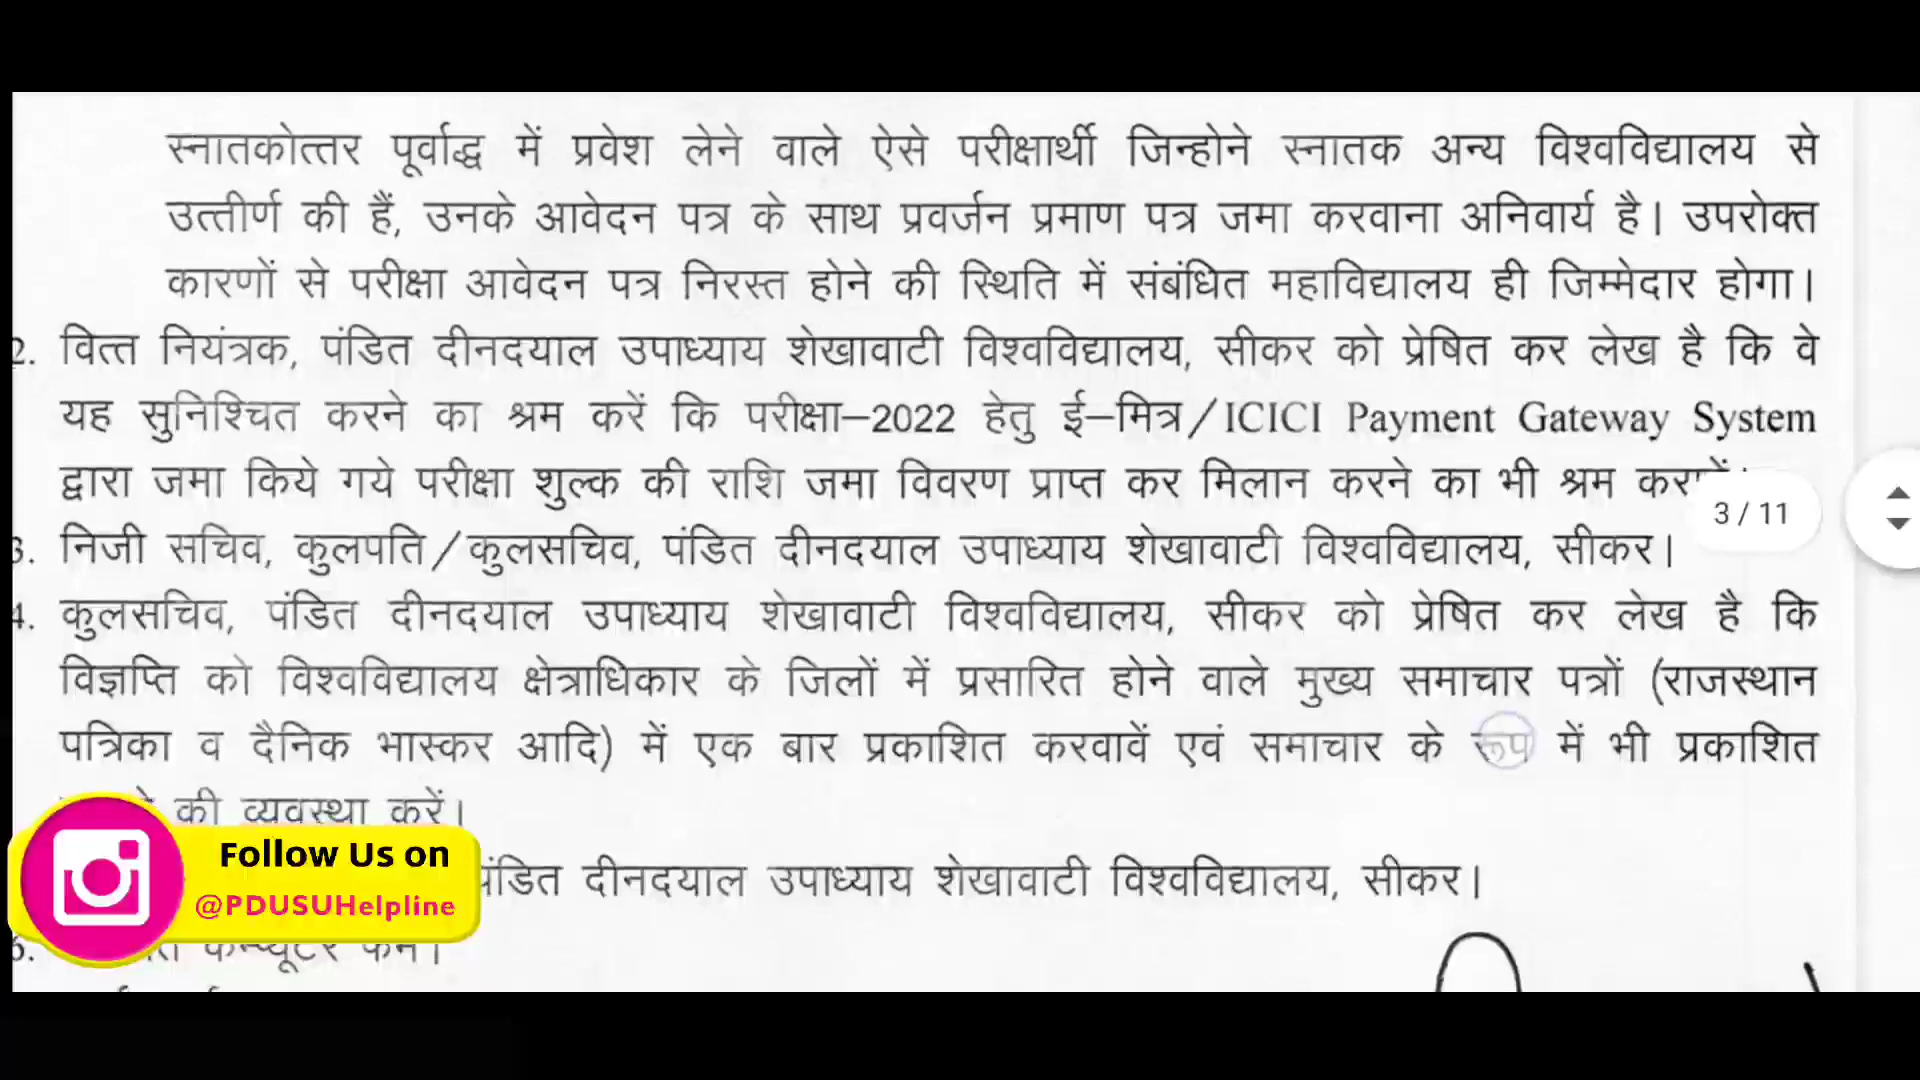 स्नातकोत्तर पूर्वाद्ध में प्रवेश लेने वाले ऐसे परीक्षार्थी जिन्होने स्नातक अन्य विश्वविद्यालय से
उत्तीर्ण की हैं, उनके आवेदन पत्र के साथ प्रवर्जन प्रमाण पत्र जमा करवाना अनिवार्य है। उपरोक्त
कारणों से परीक्षा आवेदन पत्र निरस्त होने की स्थिति में संबंधित महाविद्यालय ही जिम्मेदार होगा।
2. वित्त नियंत्रक, पंडित दीनदयाल उपाध्याय शेखावाटी विश्वविद्यालय, सीकर को प्रेषित कर लेख है कि वे
यह सुनिश्चित करने का श्रम करें कि परीक्षा–2022 हेतु ई–मित्र/ICICI Payment Gateway System
द्वारा जमा किये गये परीक्षा शुल्क की राशि जमा विवरण प्राप्त कर मिलान करने का भी श्रम
3 / 11
3. निजी सचिव, कुलपति/कुलसचिव, पंडित दीनदयाल उपाध्याय शेखावाटी विश्वविद्यालय, सीकर।
4. कुलसचिव, पंडित दीनदयाल उपाध्याय शेखावाटी विश्वविद्यालय, सीकर को प्रेषित कर लेख है कि
विज्ञप्ति को विश्वविद्यालय क्षेत्राधिकार के जिलों में प्रसारित होने वाले मुख्य समाचार पत्रों (राजस्थान
पत्रिका व दैनिक भास्कर आदि) में एक बार प्रकाशित करवावें एवं समाचार के रूप में भी प्रकाशित
की व्यवस्था करें।
Follow Us on
@PDUSUHelpline
पंडित दीनदयाल उपाध्याय शेखावाटी विश्वविद्यालय, सीकर।